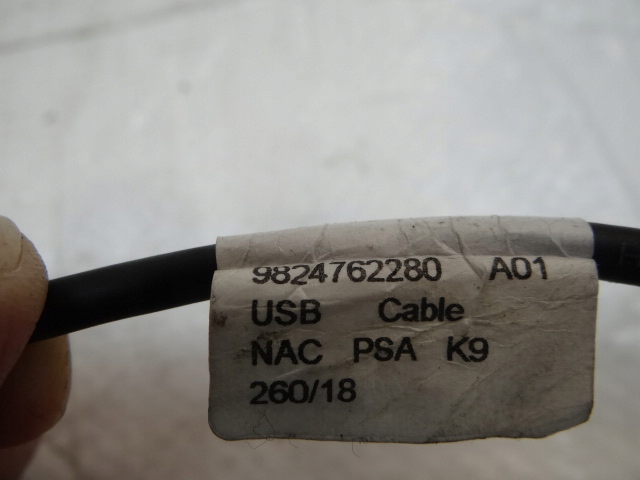 9824762280 A01
USB Cable
NAC PSA K9
260/18